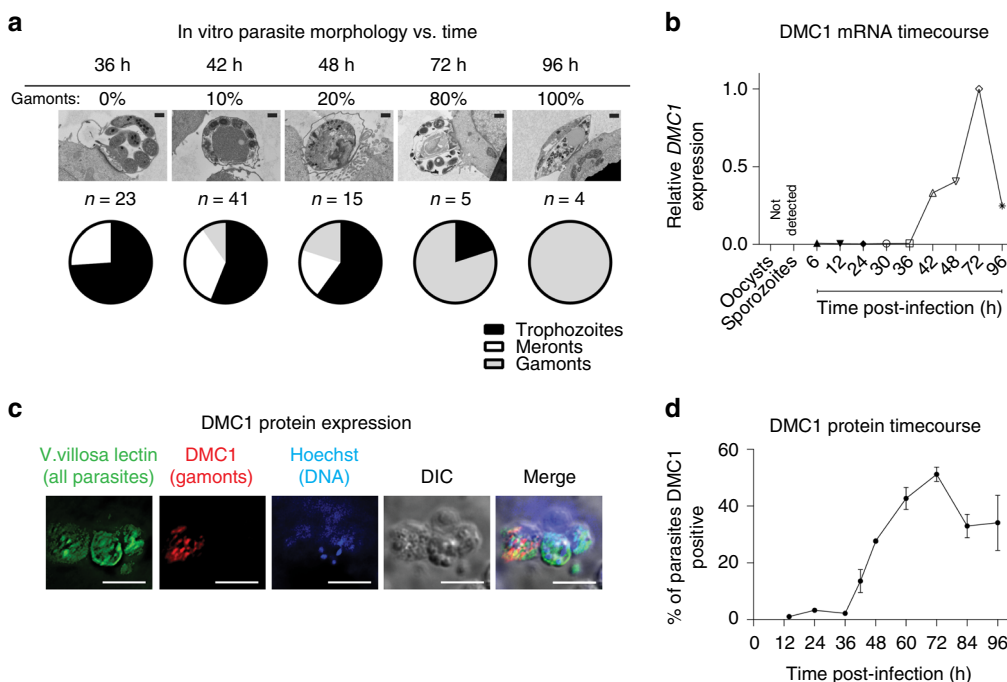 a
In vitro parasite morphology vs. time
36 h 42 h 48 h 72 h 96 h
Gamonts: 0% 10% 20% 80% 100%
n = 23 n = 41 n = 15 n = 5 n = 4
Trophozoites
Meronts
Gamonts
b
DMC1 mRNA timecourse
Relative DMC1
expression
1.0
0.5
0.0
Not
detected
Oocysts
Sporozoites
6 12 24 30 36 42 48 72 96
Time post-infection (h)
c
DMC1 protein expression
V.villosa lectin
(all parasites)
DMC1
(gamonts)
Hoechst
(DNA)
DIC
Merge
d
DMC1 protein timecourse
% of parasites DMC1
positive
60
40
20
0
0 12 24 36 48 60 72 84 96
Time post-infection (h)